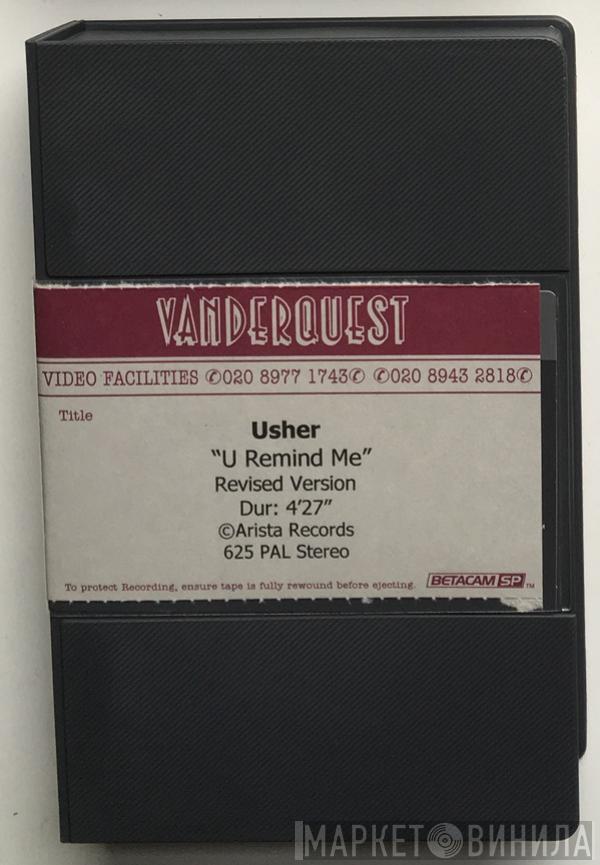 VANDERQUEST
VIDEO FACILITIES ✆020 8977 1743✆ ✆020 8943 2818✆
Title
Usher
“U Remind Me”
Revised Version
Dur: 4’27”
©Arista Records
625 PAL Stereo
To protect Recording, ensure tape is fully rewound before ejecting.
BETACAM SP ™
МАРКЕТ ВИНИЛА